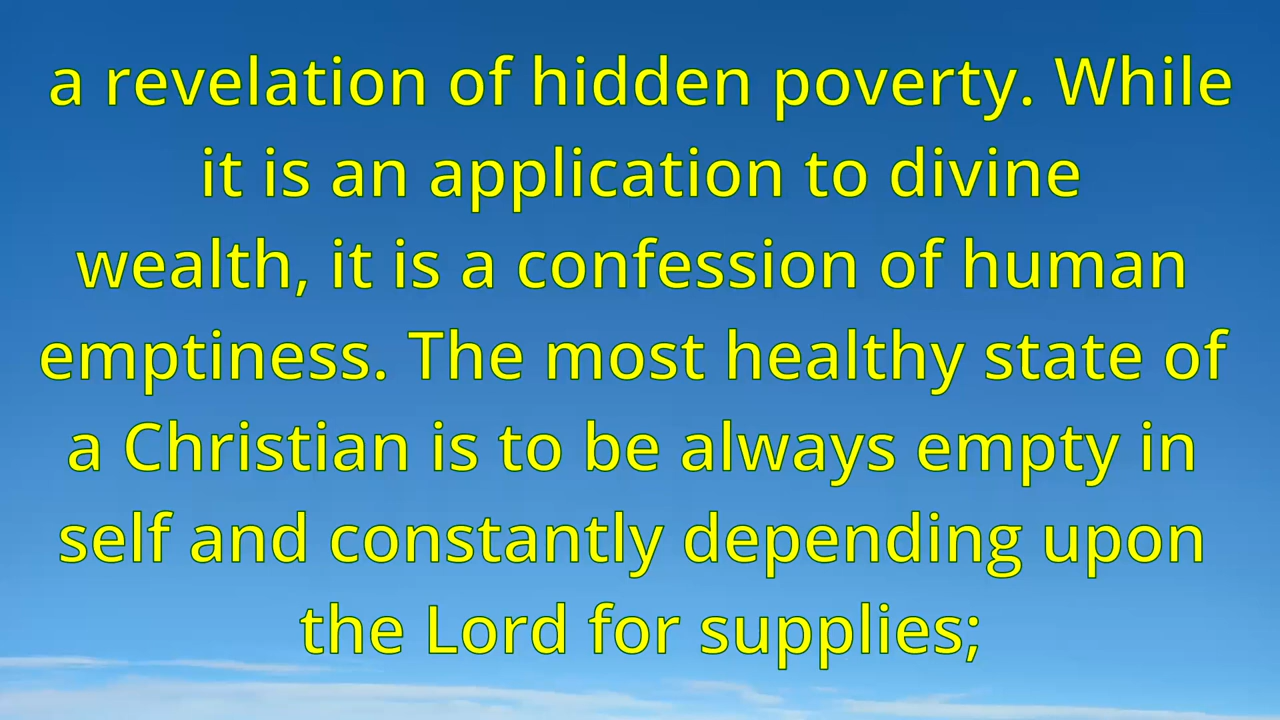 a revelation of hidden poverty. While
it is an application to divine
wealth, it is a confession of human
emptiness. The most healthy state of
a Christian is to be always empty in
self and constantly depending upon
the Lord for supplies;